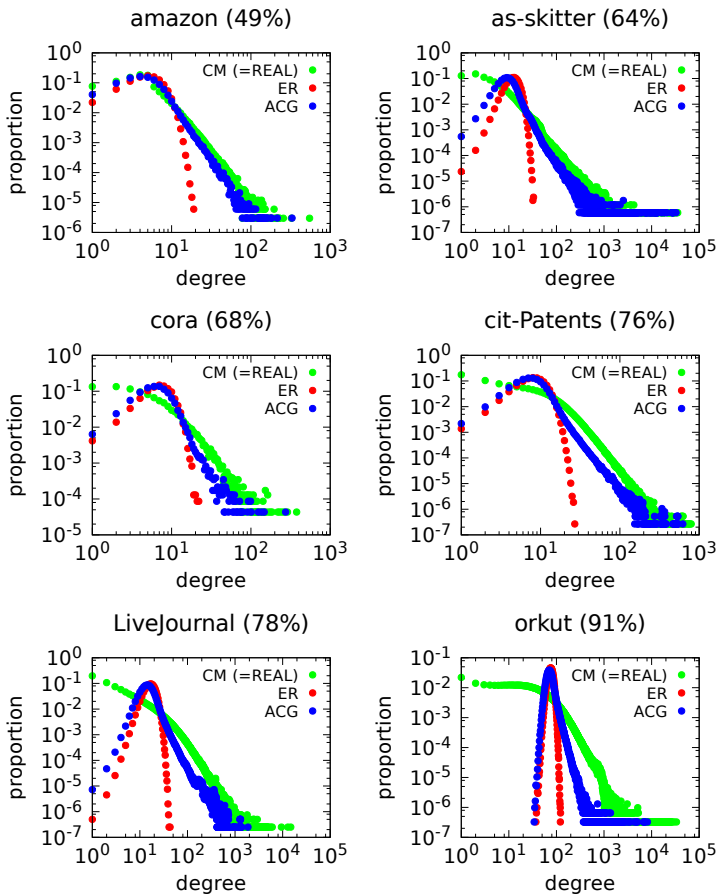 amazon (49%)
10^0
10^-1
10^-2
10^-3
10^-4
10^-5
10^-6
proportion
CM (=REAL)
ER
ACG
10^0 10^1 10^2 10^3
degree
as-skitter (64%)
10^0
10^-1
10^-2
10^-3
10^-4
10^-5
10^-6
10^-7
proportion
CM (=REAL)
ER
ACG
10^0 10^1 10^2 10^3 10^4 10^5
degree
cora (68%)
10^0
10^-1
10^-2
10^-3
10^-4
10^-5
proportion
CM (=REAL)
ER
ACG
10^0 10^1 10^2 10^3
degree
cit-Patents (76%)
10^0
10^-1
10^-2
10^-3
10^-4
10^-5
10^-6
10^-7
proportion
CM (=REAL)
ER
ACG
10^0 10^1 10^2 10^3
degree
LiveJournal (78%)
10^0
10^-1
10^-2
10^-3
10^-4
10^-5
10^-6
10^-7
proportion
CM (=REAL)
ER
ACG
10^0 10^1 10^2 10^3 10^4 10^5
degree
orkut (91%)
10^-1
10^-2
10^-3
10^-4
10^-5
10^-6
10^-7
proportion
CM (=REAL)
ER
ACG
10^0 10^1 10^2 10^3 10^4 10^5
degree